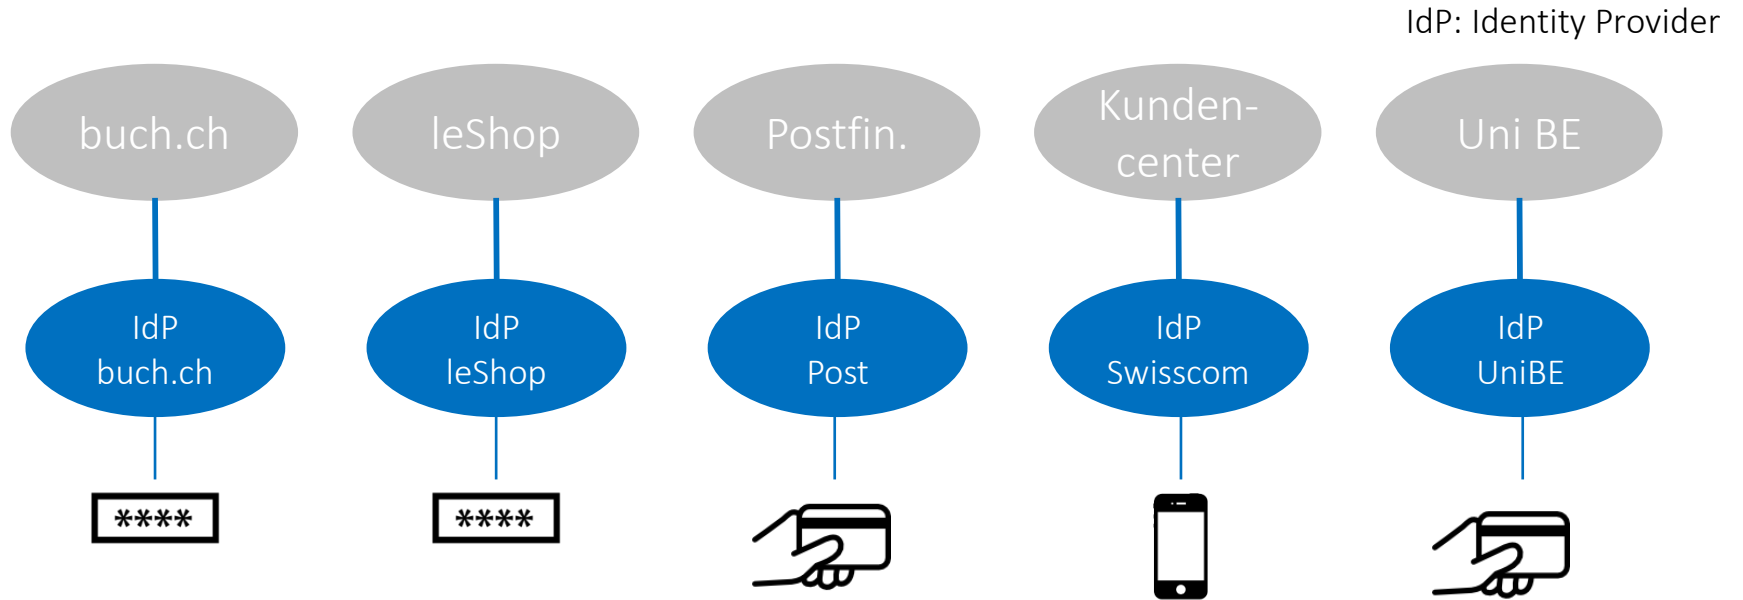 IdP: Identity Provider
buch.ch
leShop
Postfin.
Kunden-
center
Uni BE
IdP
buch.ch
IdP
leShop
IdP
Post
IdP
Swisscom
IdP
UniBE
****
****